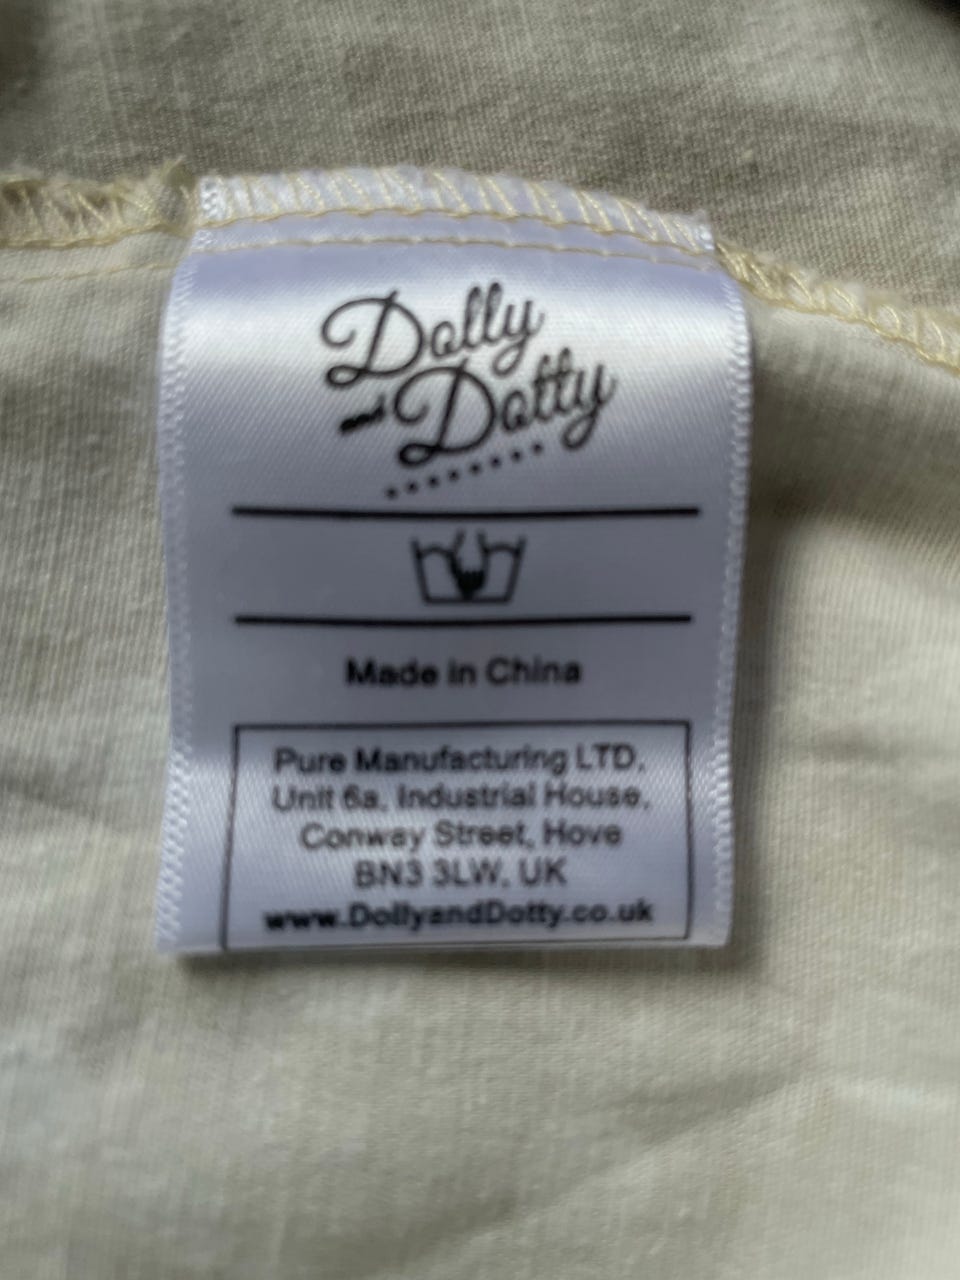 Dolly
and Dotty
Made in China
Pure Manufacturing LTD,
Unit 6a, Industrial House,
Conway Street, Hove
BN3 3LW, UK
www.DollyandDotty.co.uk